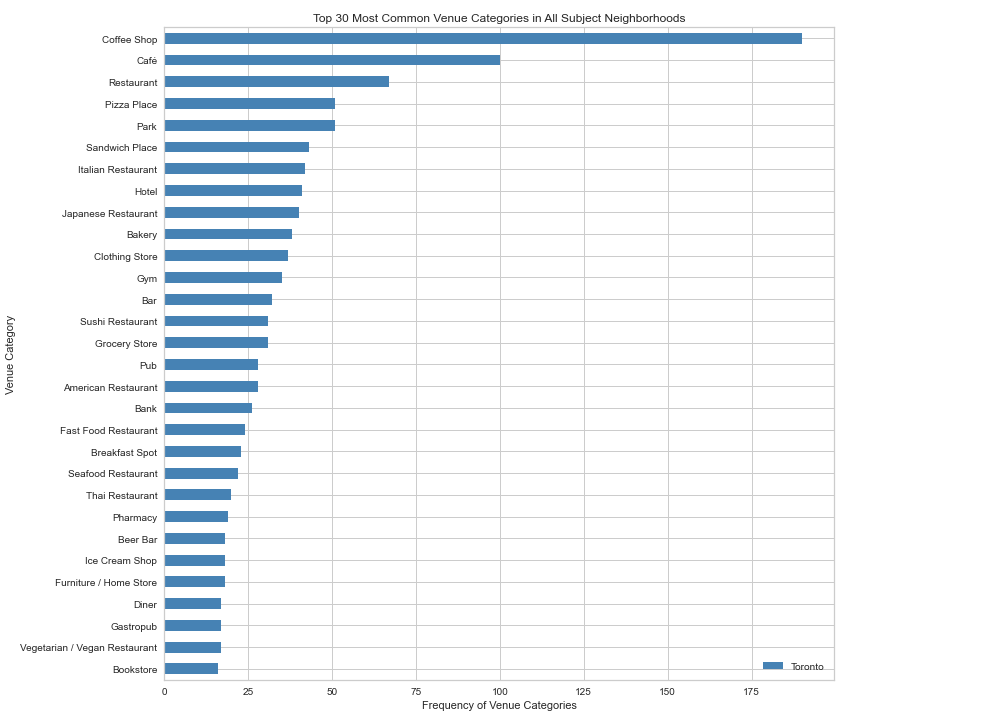 Top 30 Most Common Venue Categories in All Subject Neighborhoods
Coffee Shop
Café
Restaurant
Pizza Place
Park
Sandwich Place
Italian Restaurant
Hotel
Japanese Restaurant
Bakery
Clothing Store
Gym
Bar
Sushi Restaurant
Grocery Store
Pub
American Restaurant
Bank
Fast Food Restaurant
Breakfast Spot
Seafood Restaurant
Thai Restaurant
Pharmacy
Beer Bar
Ice Cream Shop
Furniture / Home Store
Diner
Gastropub
Vegetarian / Vegan Restaurant
Bookstore
Venue Category
Toronto
0 25 50 75 100 125 150 175
Frequency of Venue Categories